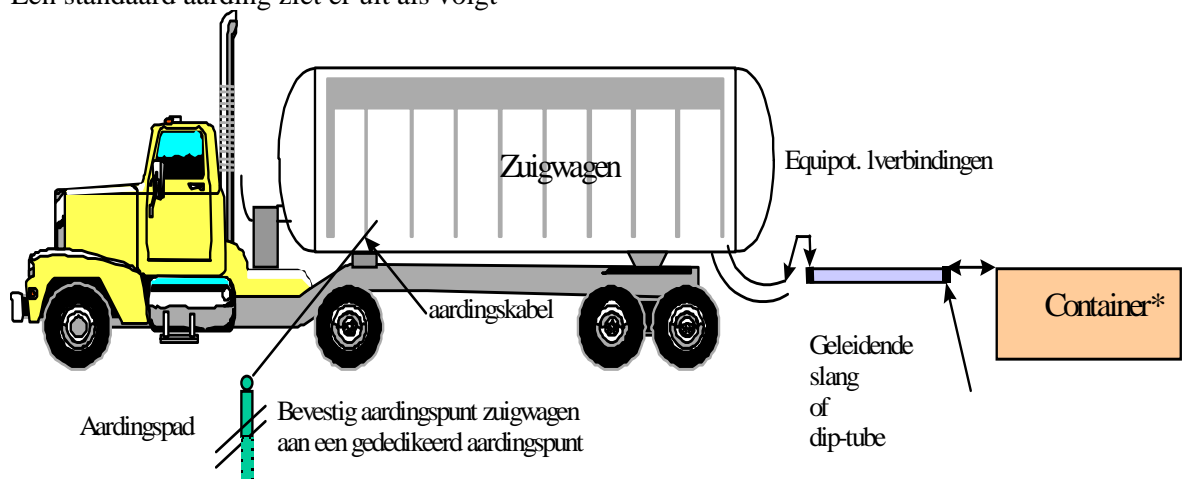 Een standaard aarding ziet er uit als volgt
Zuigwagen
Equipot. lverbindingen
aardingskabel
Container*
Geleidende
slang
of
dip-tube
Aardingspad
Bevestig aardingspunt zuigwagen
aan een gededikeerd aardingspunt